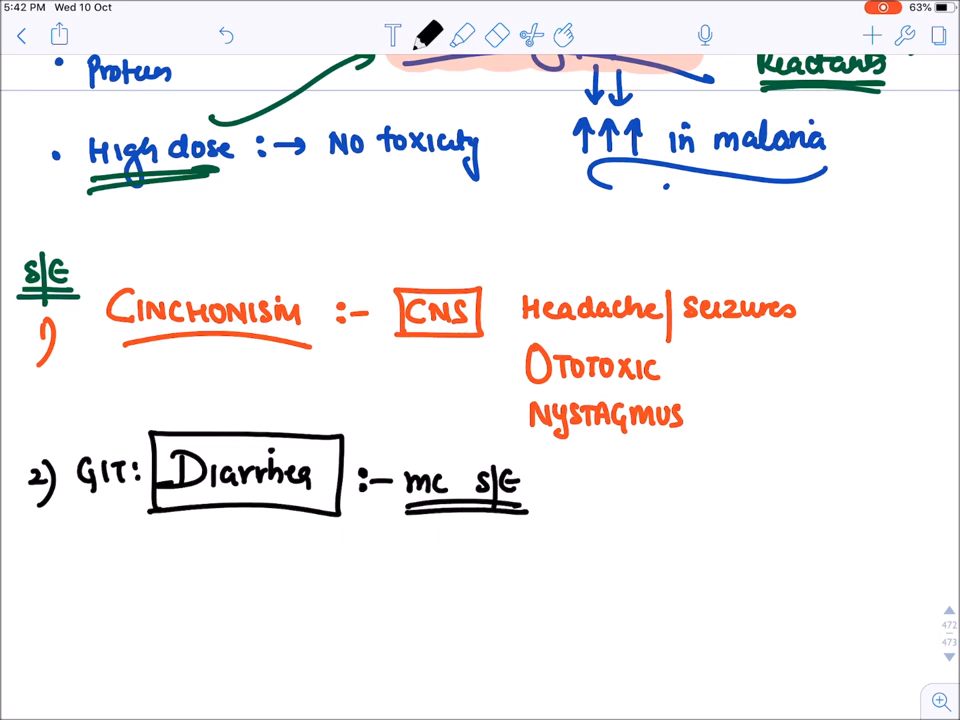 5:42 PM Wed 10 Oct
63%
T
• Protein
Reactants
• High dose :→ No toxicity
↑↑↑ in malaria
S|E
1) CINCHONISIM :- CNS Headache | Seizures
OTOTOXIC
NYSTAGMUS
2) GIT: Diarrhea :- mc S|E
472
473